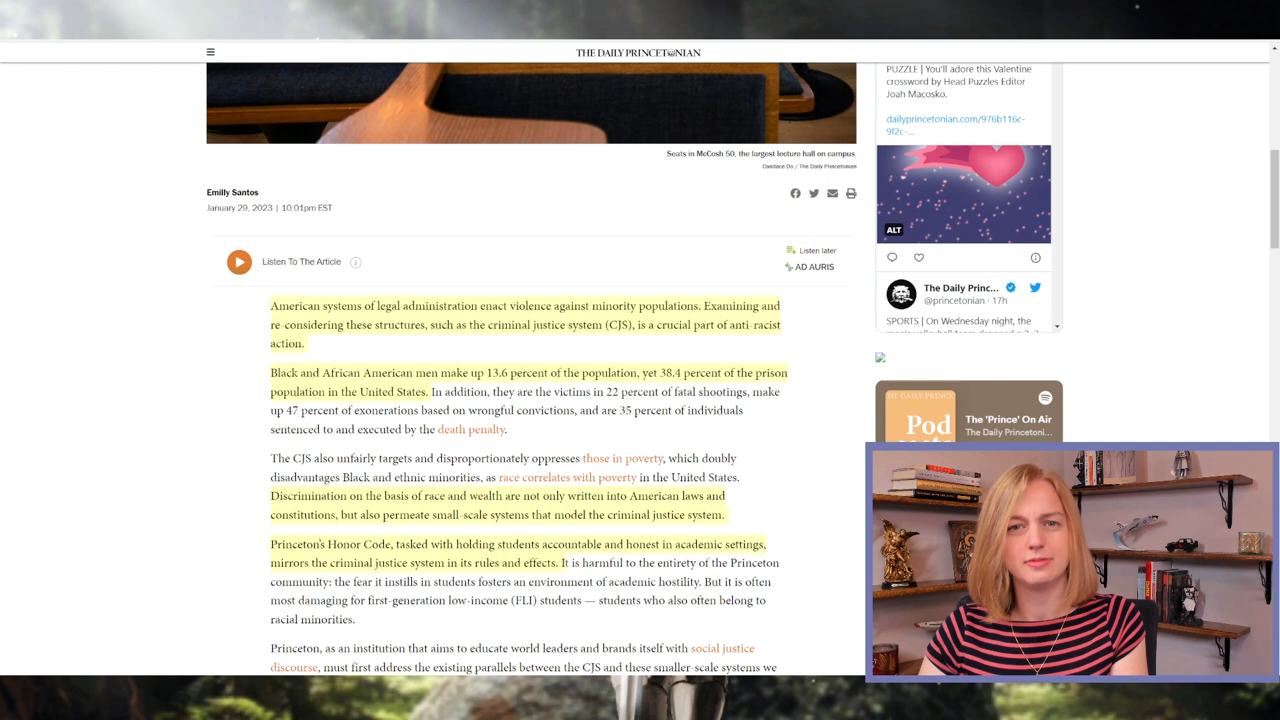 THE DAILY PRINCETONIAN
PUZZLE | You'll adore this Valentine
crossword by Head Puzzles Editor
Joah Macosko.
dailyprincetonian.com/976b116c-
9f2c-...
ALT
Seats in McCosh 50, the largest lecture hall on campus.
Candace Do / The Daily Princetonian
Emilly Santos
January 29, 2023 | 10:01pm EST
Listen To The Article
Listen later
AD AURIS
The Daily Princ...
@princetonian · 17h
SPORTS | On Wednesday night, the
American systems of legal administration enact violence against minority populations. Examining and
re-considering these structures, such as the criminal justice system (CJS), is a crucial part of anti-racist
action.
Black and African American men make up 13.6 percent of the population, yet 38.4 percent of the prison
population in the United States. In addition, they are the victims in 22 percent of fatal shootings, make
up 47 percent of exonerations based on wrongful convictions, and are 35 percent of individuals
sentenced to and executed by the death penalty.
The CJS also unfairly targets and disproportionately oppresses those in poverty, which doubly
disadvantages Black and ethnic minorities, as race correlates with poverty in the United States.
Discrimination on the basis of race and wealth are not only written into American laws and
constitutions, but also permeate small-scale systems that model the criminal justice system.
Princeton's Honor Code, tasked with holding students accountable and honest in academic settings,
mirrors the criminal justice system in its rules and effects. It is harmful to the entirety of the Princeton
community: the fear it instills in students fosters an environment of academic hostility. But it is often
most damaging for first-generation low-income (FLI) students — students who also often belong to
racial minorities.
Princeton, as an institution that aims to educate world leaders and brands itself with social justice
discourse, must first address the existing parallels between the CJS and these smaller-scale systems we
THE DAILY PRINCE
Pod
The 'Prince' On Air
The Daily Princetoni...